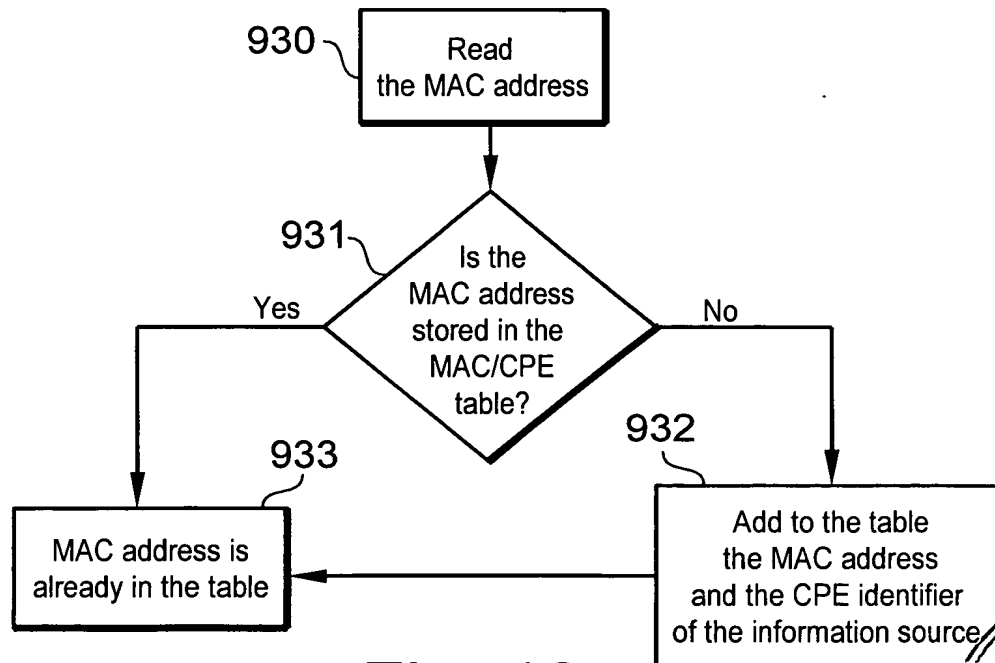 930
Read
the MAC address
931
Is the
MAC address
stored in the
MAC/CPE
table?
Yes
No
932
933
MAC address is
already in the table
Add to the table
the MAC address
and the CPE identifier
of the information source